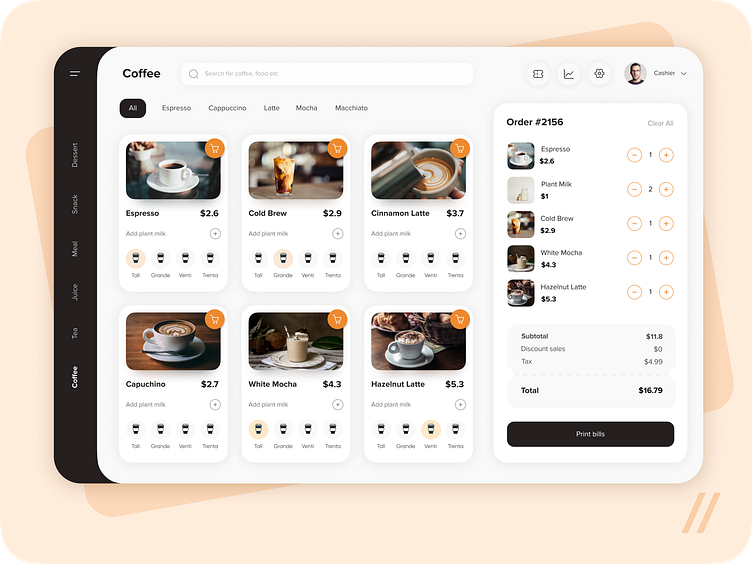 Coffee
Search for coffee, food etc
Cashier
All
Espresso
Cappuccino
Latte
Mocha
Macchiato
Dessert
Snack
Meal
Juice
Tea
Coffee
Espresso $2.6
Add plant milk
Tall Grande Venti Trenta
Cold Brew $2.9
Add plant milk
Tall Grande Venti Trenta
Cinnamon Latte $3.7
Add plant milk
Tall Grande Venti Trenta
Capuchino $2.7
Add plant milk
Tall Grande Venti Trenta
White Mocha $4.3
Add plant milk
Tall Grande Venti Trenta
Hazelnut Latte $5.3
Add plant milk
Tall Grande Venti Trenta
Order #2156 Clear All
Espresso
$2.6
1
Plant Milk
$1
2
Cold Brew
$2.9
1
White Mocha
$4.3
1
Hazelnut Latte
$5.3
1
Subtotal $11.8
Discount sales $0
Tax $4.99
Total $16.79
Print bills